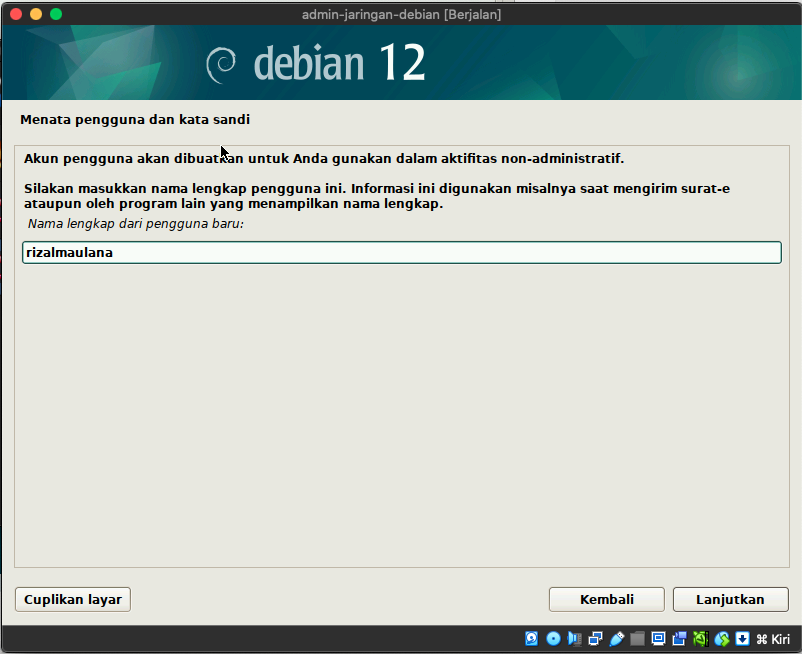 admin-jaringan-debian [Berjalan]
debian 12
Menata pengguna dan kata sandi
Akun pengguna akan dibuatkan untuk Anda gunakan dalam aktifitas non-administratif.
Silakan masukkan nama lengkap pengguna ini. Informasi ini digunakan misalnya saat mengirim surat-e
ataupun oleh program lain yang menampilkan nama lengkap.
Nama lengkap dari pengguna baru:
rizalmaulana
Cuplikan layar
Kembali
Lanjutkan
⌘ Kiri